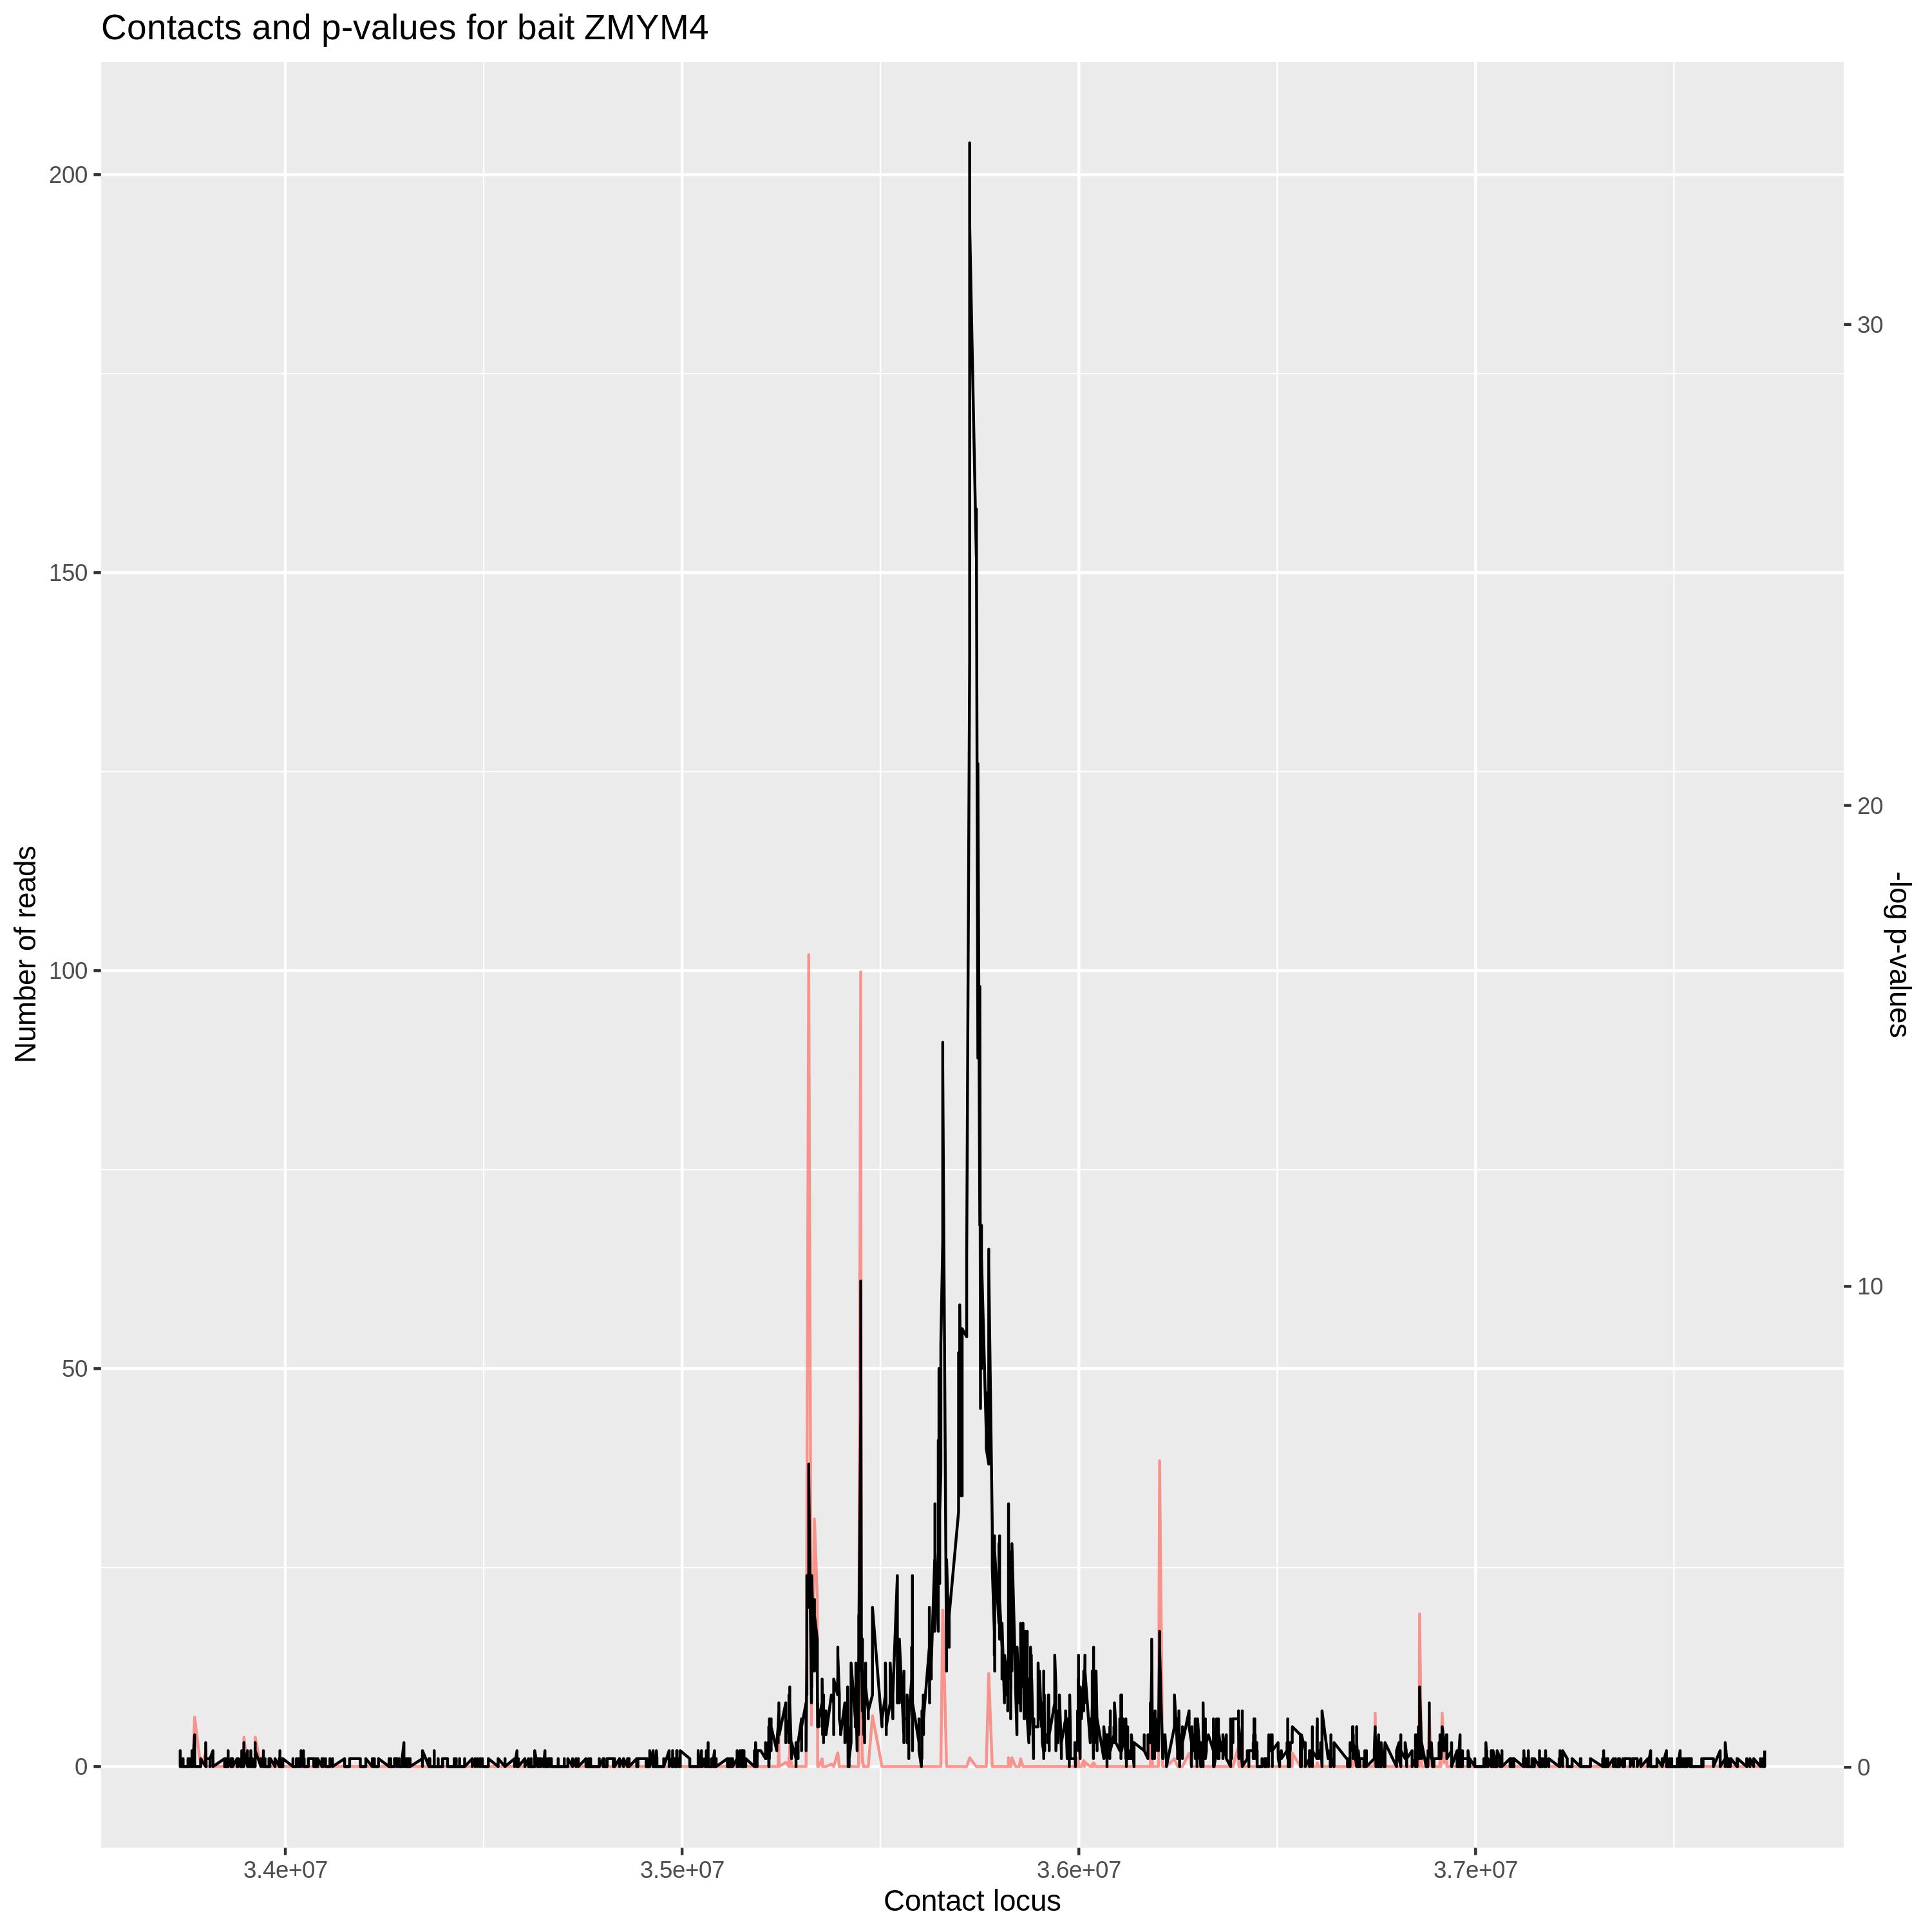 Contacts and p-values for bait ZMYM4
200
150
100
50
0
30
20
10
0
Number of reads
-log p-values
3.4e+07
3.5e+07
3.6e+07
3.7e+07
Contact locus